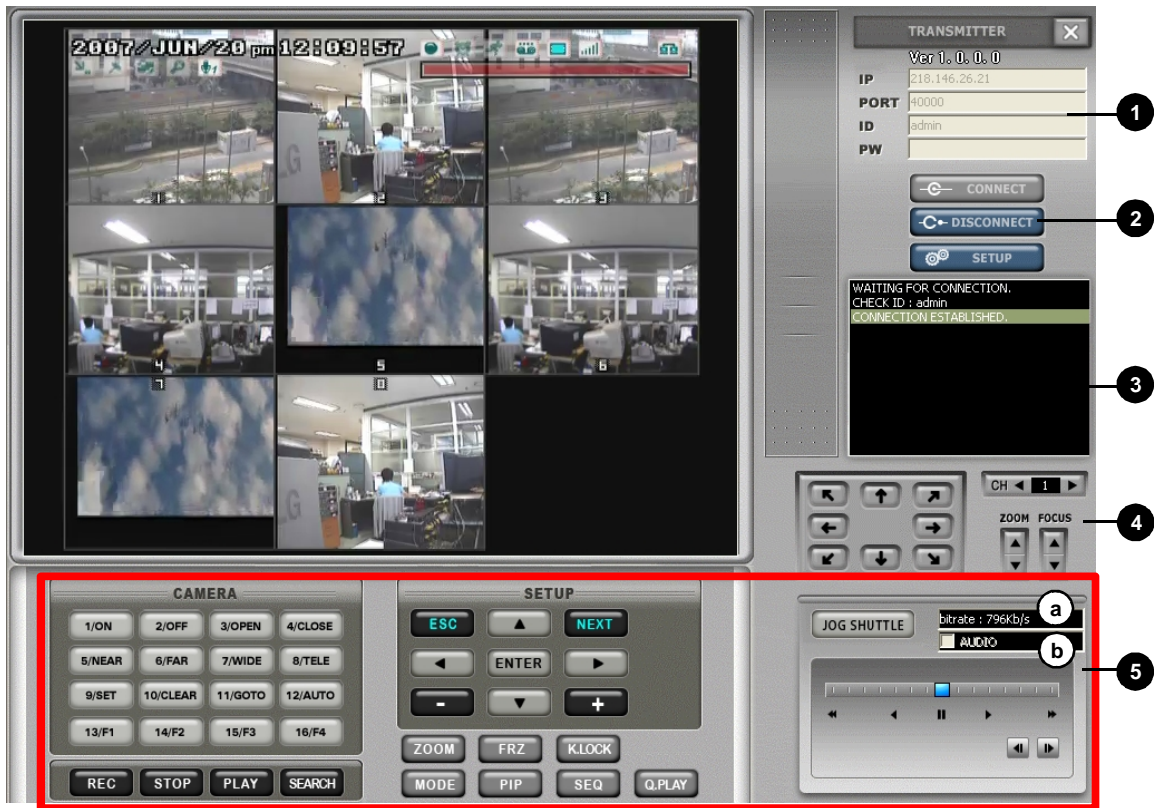 2007/JUN/20 pm 12:09:57
1
2
3
4
5
6
7
0
LG
TRANSMITTER
Ver 1. 0. 0. 0
IP 218.146.26.21
PORT 40000
ID admin
PW
CONNECT
DISCONNECT
SETUP
WAITING FOR CONNECTION.
CHECK ID : admin
CONNECTION ESTABLISHED.
CH 1
ZOOM FOCUS
1
2
3
4
CAMERA
1/ON 2/OFF 3/OPEN 4/CLOSE
5/NEAR 6/FAR 7/WIDE 8/TELE
9/SET 10/CLEAR 11/GOTO 12/AUTO
13/F1 14/F2 15/F3 16/F4
REC STOP PLAY SEARCH
SETUP
ESC NEXT
ENTER
- +
ZOOM FRZ K.LOCK
MODE PIP SEQ Q.PLAY
JOG SHUTTLE
bitrate : 796Kb/s
AUDIO
a
b
5